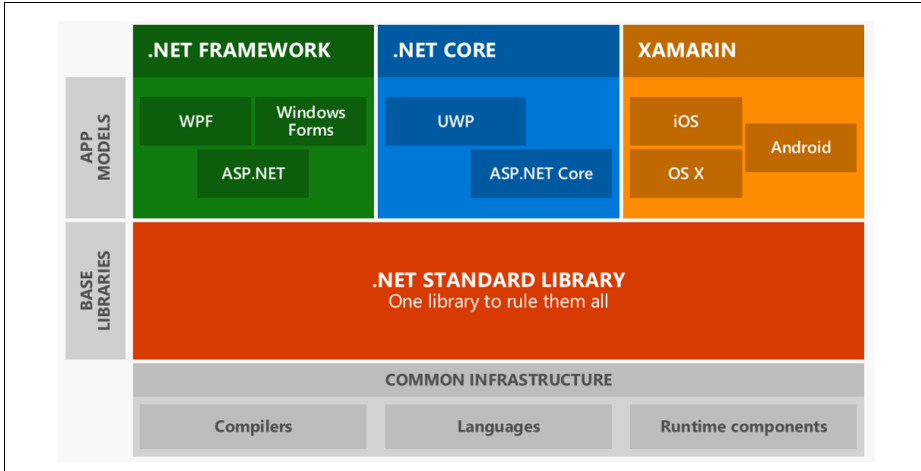 .NET FRAMEWORK
.NET CORE
XAMARIN
APP
MODELS
WPF
Windows
Forms
ASP.NET
UWP
ASP.NET Core
iOS
OS X
Android
BASE
LIBRARIES
.NET STANDARD LIBRARY
One library to rule them all
COMMON INFRASTRUCTURE
Compilers
Languages
Runtime components